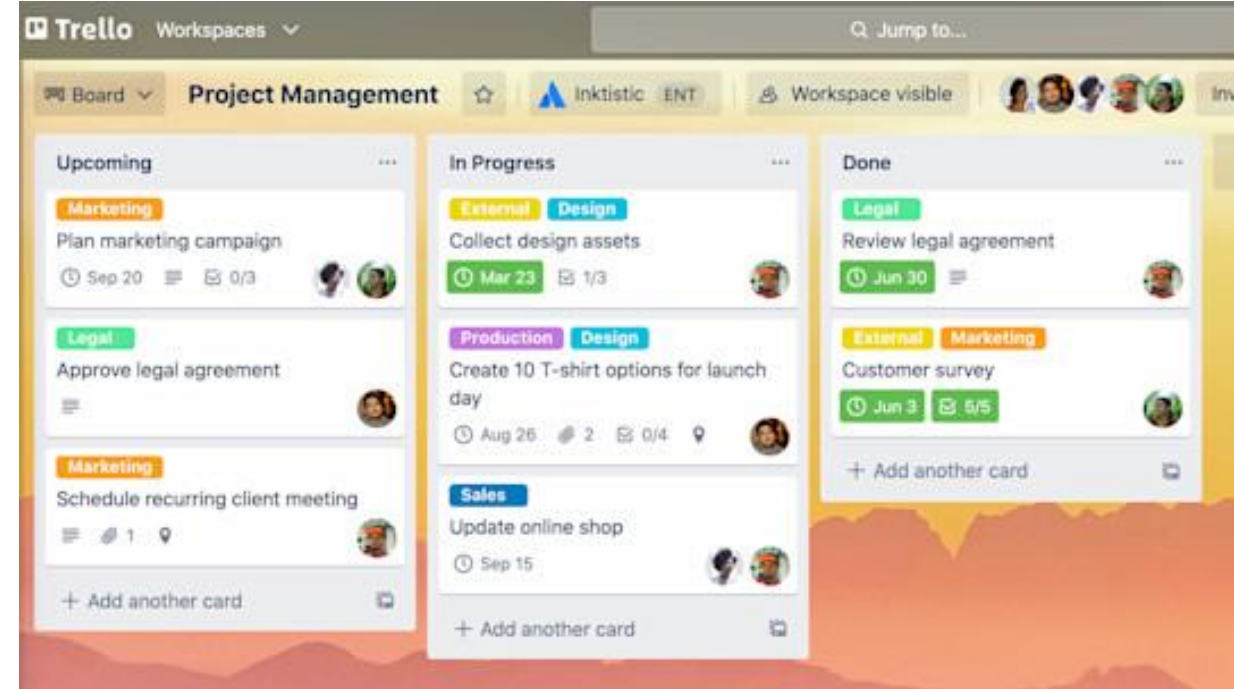 Trello Workspaces
Jump to...
Board Project Management Inktistic ENT Workspace visible
Upcoming
Marketing
Plan marketing campaign
Sep 20 0/3
Legal
Approve legal agreement
Marketing
Schedule recurring client meeting
1
+ Add another card
In Progress
External Design
Collect design assets
Mar 23 1/3
Production Design
Create 10 T-shirt options for launch
day
Aug 26 2 0/4
Sales
Update online shop
Sep 15
+ Add another card
Done
Legal
Review legal agreement
Jun 30
External Marketing
Customer survey
Jun 3 5/5
+ Add another card